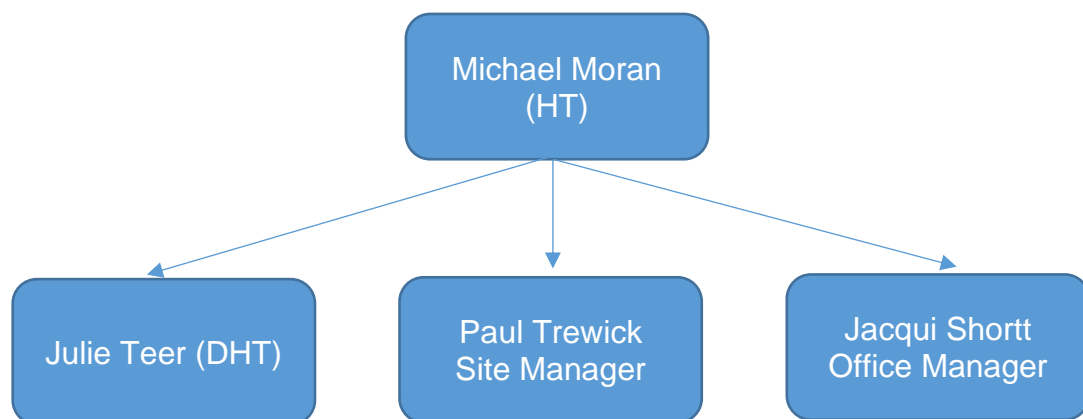 Michael Moran
(HT)
Julie Teer (DHT)
Paul Trewick
Site Manager
Jacqui Shortt
Office Manager